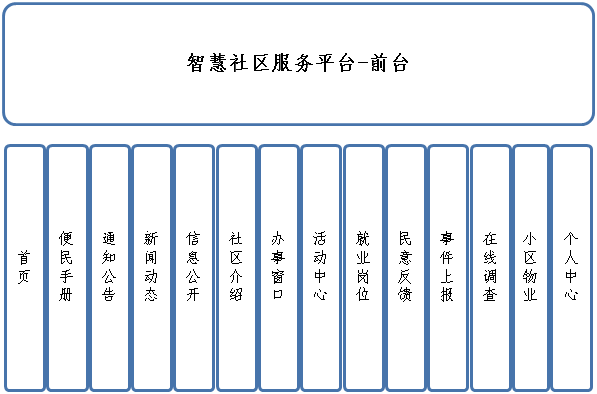 智慧社区服务平台-前台
首页
便民手册
通知公告
新闻动态
信息公开
社区介绍
办事窗口
活动中心
就业岗位
民意反馈
事件上报
在线调查
小区物业
个人中心